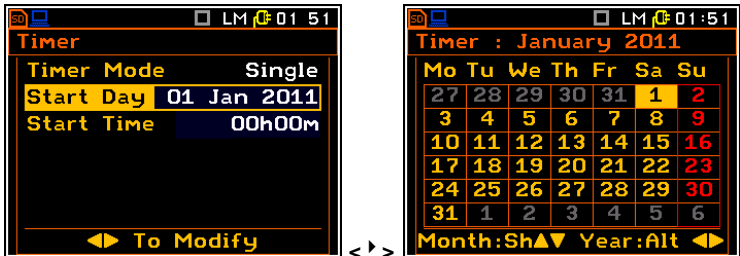 SD LM 01 51
Timer
Timer Mode Single
Start Day 01 Jan 2011
Start Time 00h00m
◀▶ To Modify
< ‣ >
SD LM 01:51
Timer : January 2011
Mo Tu We Th Fr Sa Su
27 28 29 30 31 1 2
3 4 5 6 7 8 9
10 11 12 13 14 15 16
17 18 19 20 21 22 23
24 25 26 27 28 29 30
31 1 2 3 4 5 6
Month:Sh▲▼ Year:Alt ◀▶